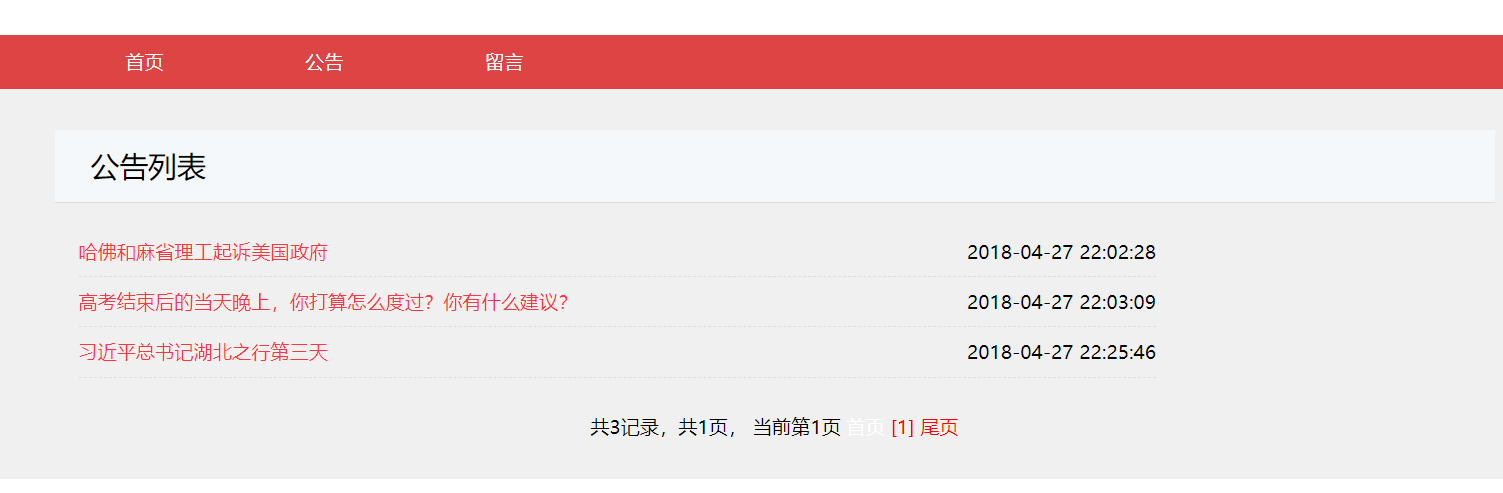 首页 公告 留言
公告列表
哈佛和麻省理工起诉美国政府 2018-04-27 22:02:28
高考结束后的当天晚上，你打算怎么度过？你有什么建议？ 2018-04-27 22:03:09
习近平总书记湖北之行第三天 2018-04-27 22:25:46
共3记录，共1页， 当前第1页 首页 [1] 尾页